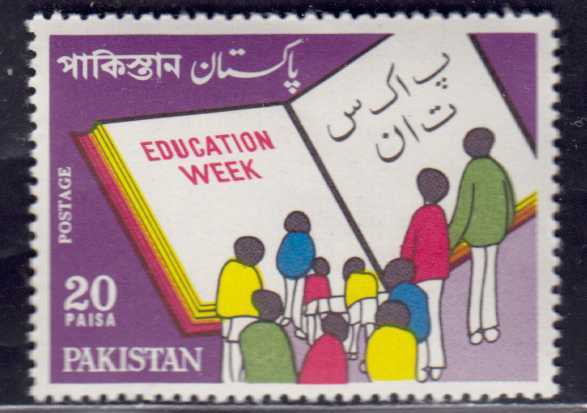 পাকিস্তান پاکستان
EDUCATION
WEEK
پ اک س
ت ان
POSTAGE
20
PAISA
PAKISTAN